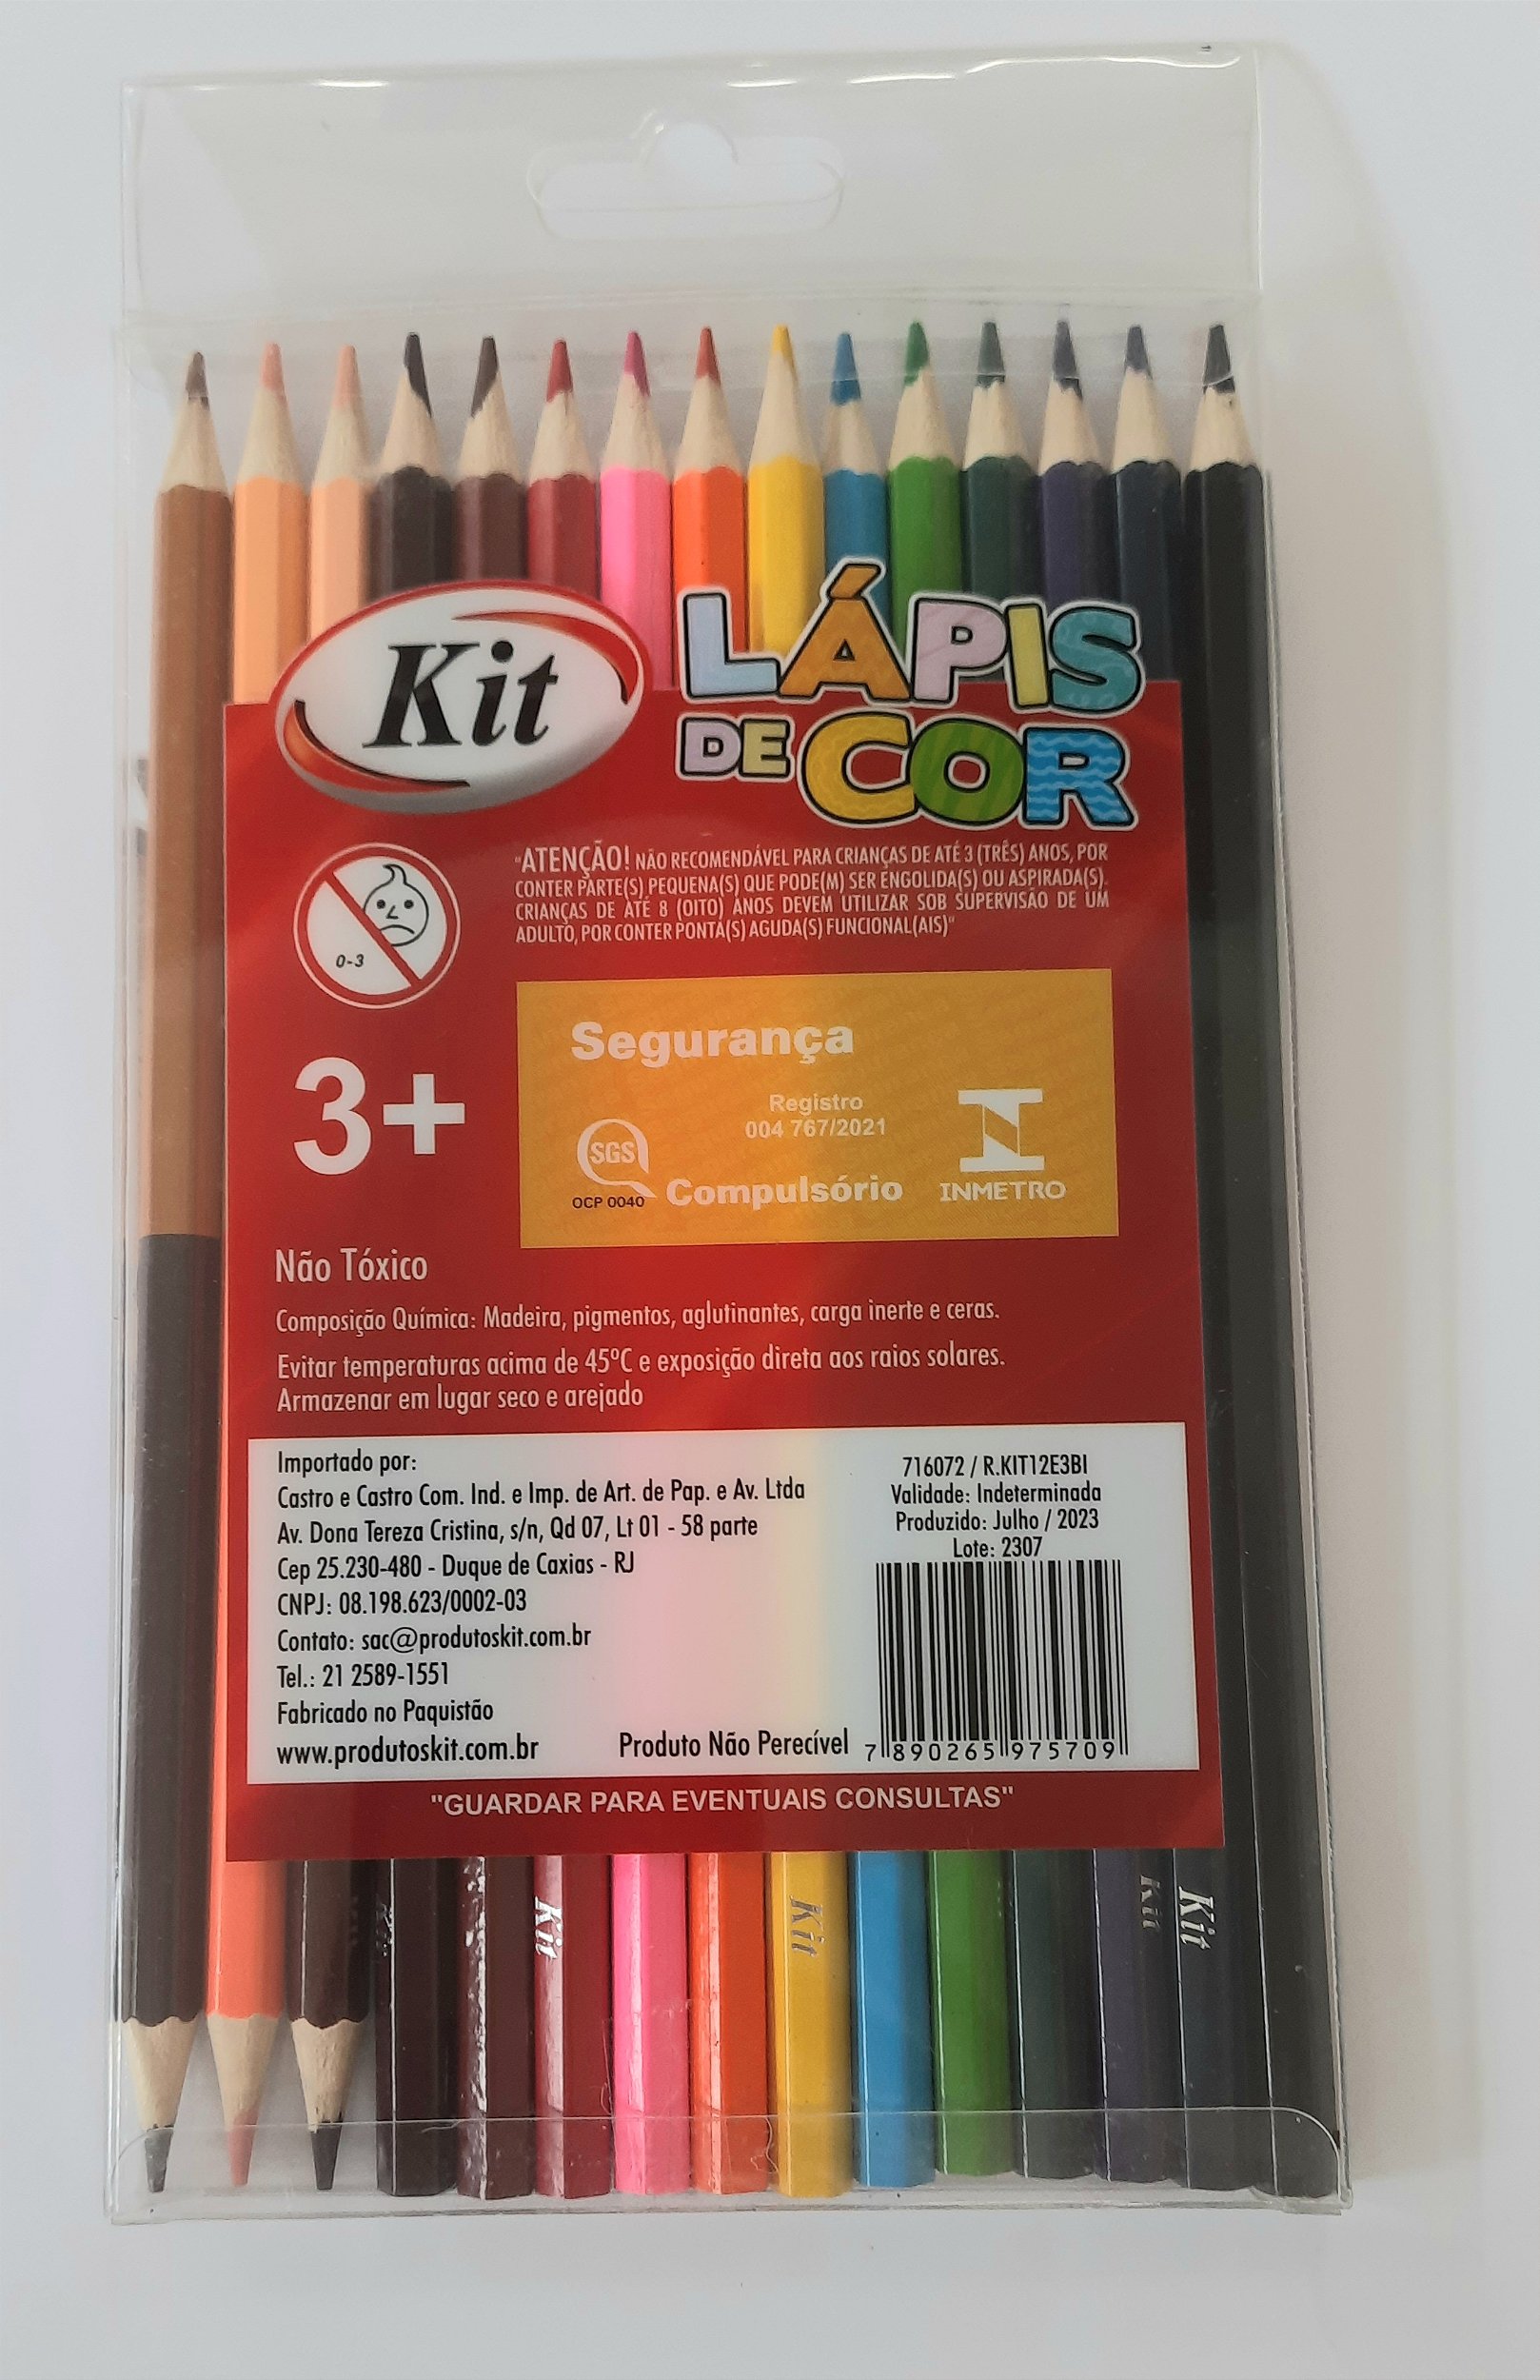 Kit
LÁPIS
DE COR
"ATENÇÃO! NÃO RECOMENDÁVEL PARA CRIANÇAS DE ATÉ 3 (TRÊS) ANOS, POR
CONTER PARTE(S) PEQUENA(S) QUE PODE(M) SER ENGOLIDA(S) OU ASPIRADA(S).
CRIANÇAS DE ATÉ 8 (OITO) ANOS DEVEM UTILIZAR SOB SUPERVISÃO DE UM
ADULTO, POR CONTER PONTA(S) AGUDA(S) FUNCIONAL(AIS)"
0-3
3+
Segurança
Registro
004 767/2021
SGS
OCP 0040
Compulsório
INMETRO
Não Tóxico
Composição Química: Madeira, pigmentos, aglutinantes, carga inerte e ceras.
Evitar temperaturas acima de 45ºC e exposição direta aos raios solares.
Armazenar em lugar seco e arejado
Importado por:
Castro e Castro Com. Ind. e Imp. de Art. de Pap. e Av. Ltda
Av. Dona Tereza Cristina, s/n, Qd 07, Lt 01 - 58 parte
Cep 25.230-480 - Duque de Caxias - RJ
CNPJ: 08.198.623/0002-03
Contato: sac@produtoskit.com.br
Tel.: 21 2589-1551
Fabricado no Paquistão
www.produtoskit.com.br
Produto Não Perecível
716072 / R.KIT12E3BI
Validade: Indeterminada
Produzido: Julho / 2023
Lote: 2307
7 890265 975709
"GUARDAR PARA EVENTUAIS CONSULTAS"
Kit
Kit
Kit
Kit
Kit